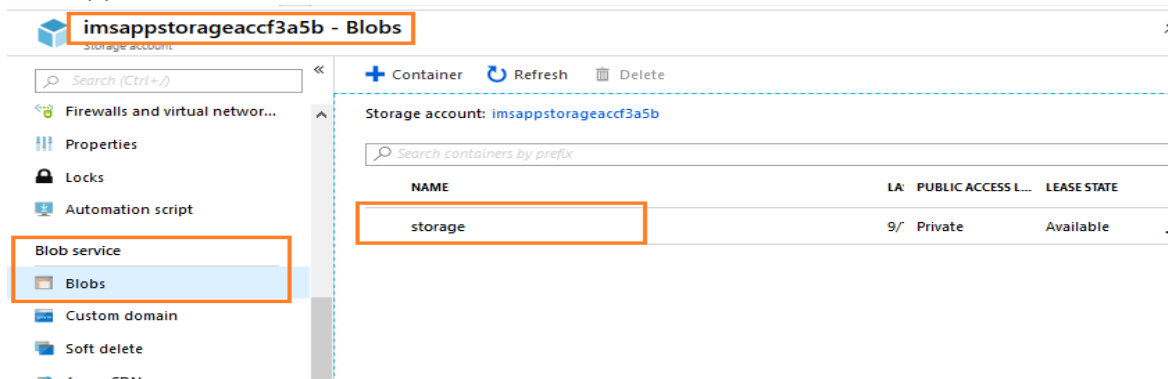 imsappstorageaccf3a5b - Blobs
Storage account
Search (Ctrl+/)
«
Firewalls and virtual networ...
Properties
Locks
Automation script
Blob service
Blobs
Custom domain
Soft delete
+ Container Refresh Delete
Storage account: imsappstorageaccf3a5b
Search containers by prefix
NAME LA: PUBLIC ACCESS L... LEASE STATE
storage 9/ Private Available